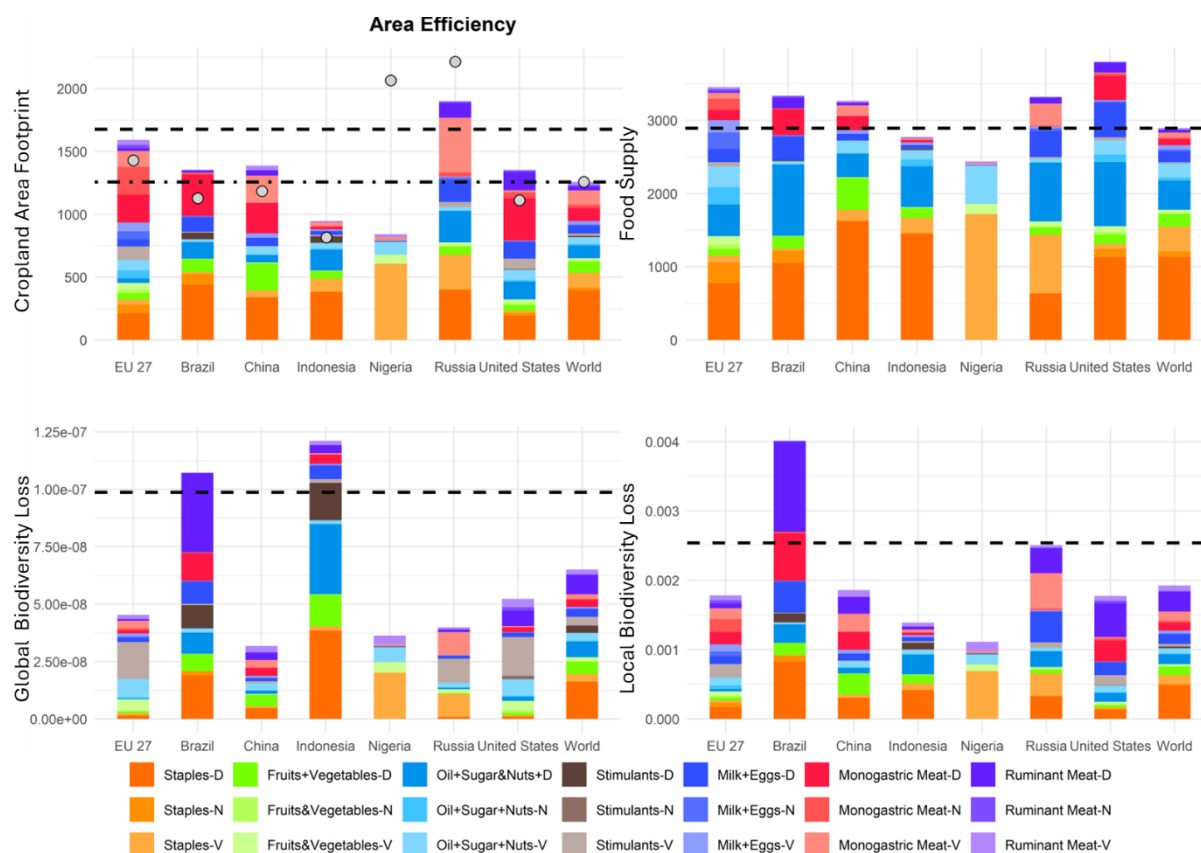 Area Efficiency
Cropland Area Footprint
2000
1500
1000
500
0
EU 27 Brazil China Indonesia Nigeria Russia United States World
Food Supply
3000
2000
1000
0
EU 27 Brazil China Indonesia Nigeria Russia United States World
Global Biodiversity Loss
1.25e-07
1.00e-07
7.50e-08
5.00e-08
2.50e-08
0.00e+00
EU 27 Brazil China Indonesia Nigeria Russia United States World
Local Biodiversity Loss
0.004
0.003
0.002
0.001
0.000
EU 27 Brazil China Indonesia Nigeria Russia United States World
Staples-D Fruits+Vegetables-D Oil+Sugar&Nuts+D Stimulants-D Milk+Eggs-D Monogastric Meat-D Ruminant Meat-D
Staples-N Fruits&Vegetables-N Oil+Sugar+Nuts-N Stimulants-N Milk+Eggs-N Monogastric Meat-N Ruminant Meat-N
Staples-V Fruits&Vegetables-V Oil+Sugar+Nuts-V Stimulants-V Milk+Eggs-V Monogastric Meat-V Ruminant Meat-V